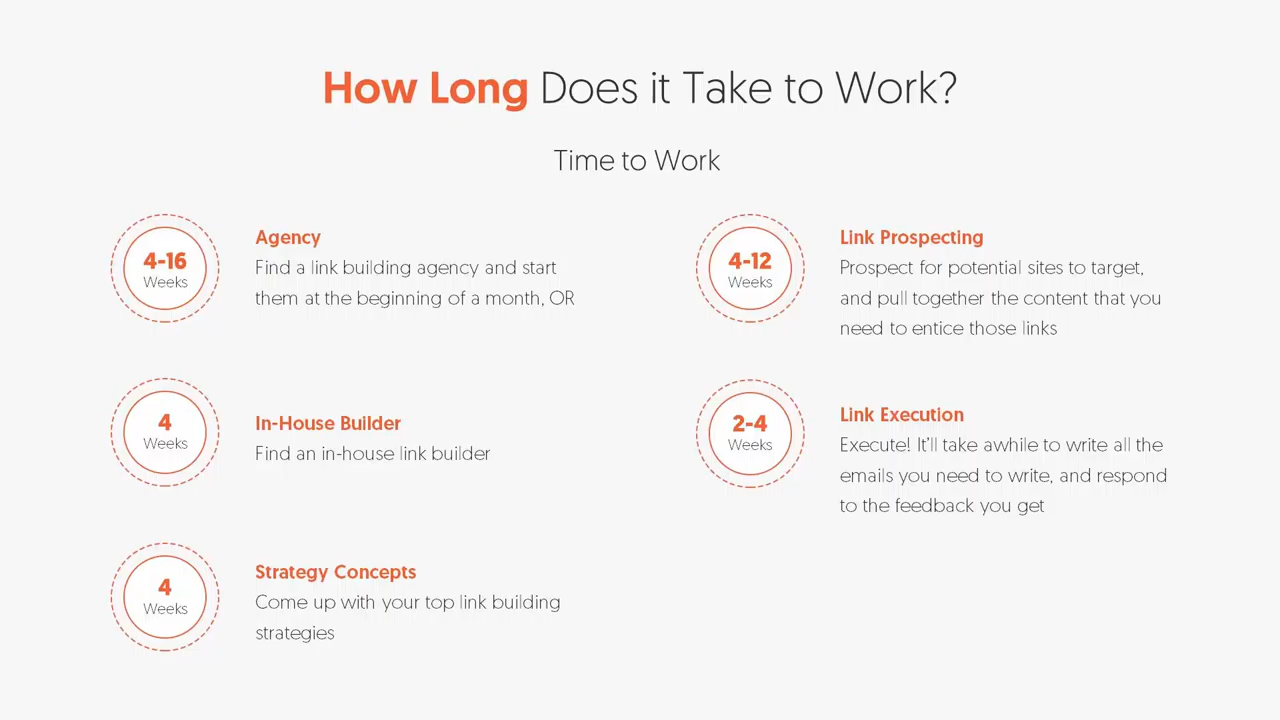 How Long Does it Take to Work?
Time to Work
4-16
Weeks
Agency
Find a link building agency and start
them at the beginning of a month, OR
4
Weeks
In-House Builder
Find an in-house link builder
4
Weeks
Strategy Concepts
Come up with your top link building
strategies
4-12
Weeks
Link Prospecting
Prospect for potential sites to target,
and pull together the content that you
need to entice those links
2-4
Weeks
Link Execution
Execute! It'll take awhile to write all the
emails you need to write, and respond
to the feedback you get